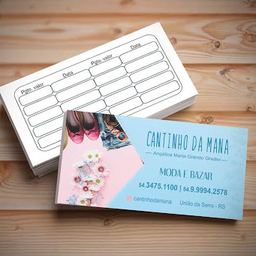 Pgto. valor Data Pgto. valor Data
CANTINHO DA MANA
Angélica Maria Grando Girelli
MODA E BAZAR
54.3475.1100 | 54.9.9994.2578
cantinhodamana União da Serra - RS